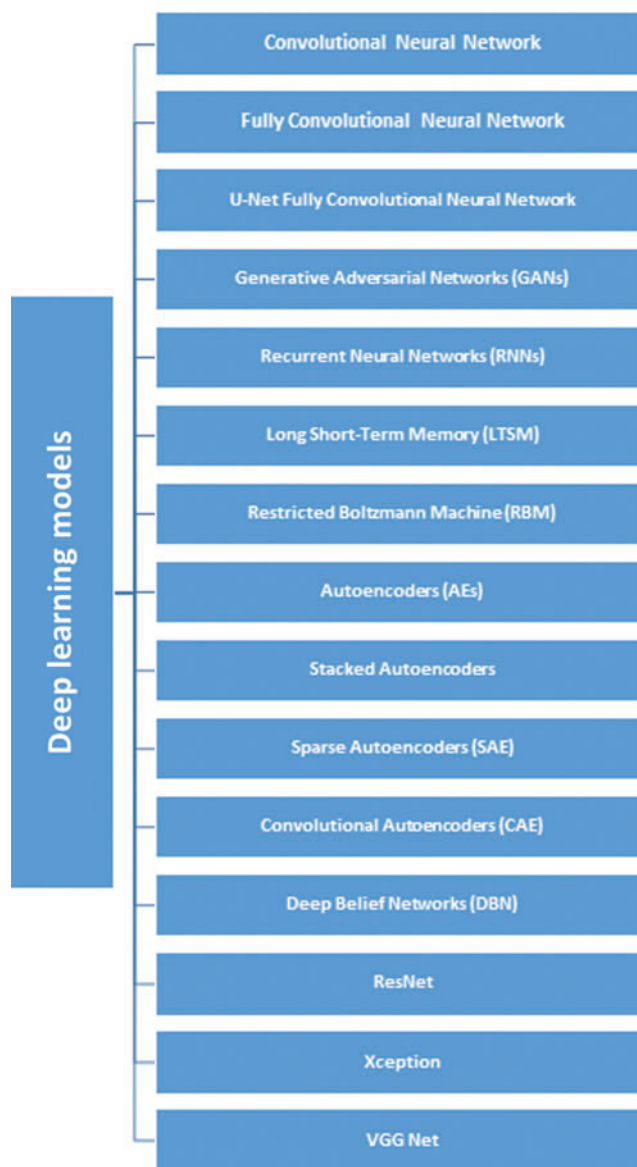 Convolutional Neural Network
Fully Convolutional Neural Network
U-Net Fully Convolutional Neural Network
Generative Adversarial Networks (GANs)
Recurrent Neural Networks (RNNs)
Long Short-Term Memory (LTSM)
Restricted Boltzmann Machine (RBM)
Autoencoders (AEs)
Stacked Autoencoders
Sparse Autoencoders (SAE)
Convolutional Autoencoders (CAE)
Deep Belief Networks (DBN)
ResNet
Xception
VGG Net
Deep learning models